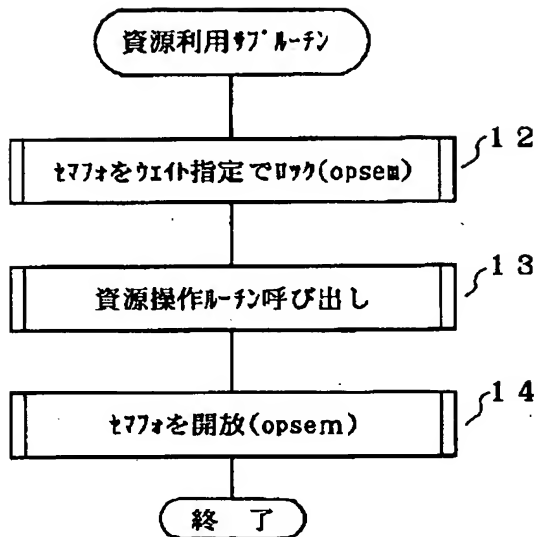 資源利用ｻﾌﾞﾙｰﾁﾝ
ｾﾏﾌｫをｳｪｲﾄ指定でﾛｯｸ(opsem)
12
資源操作ﾙｰﾁﾝ呼び出し
13
ｾﾏﾌｫを開放(opsem)
14
終 了